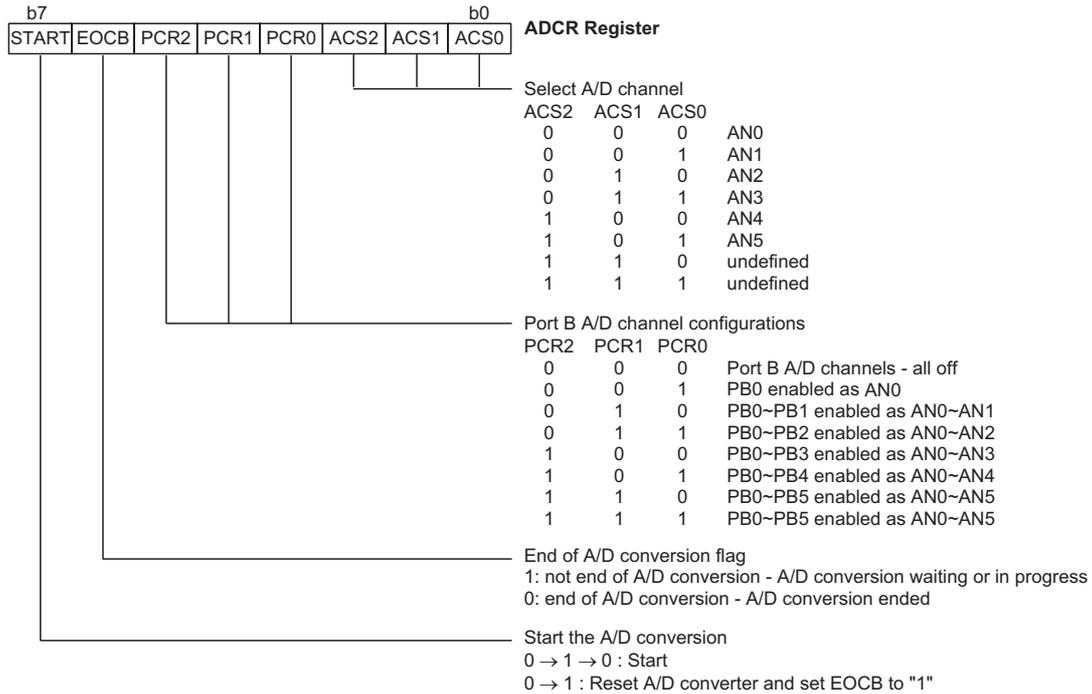 b7 b0
START EOCB PCR2 PCR1 PCR0 ACS2 ACS1 ACS0
ADCR Register
Select A/D channel
ACS2 ACS1 ACS0
0 0 0 AN0
0 0 1 AN1
0 1 0 AN2
0 1 1 AN3
1 0 0 AN4
1 0 1 AN5
1 1 0 undefined
1 1 1 undefined
Port B A/D channel configurations
PCR2 PCR1 PCR0
0 0 0 Port B A/D channels - all off
0 0 1 PB0 enabled as AN0
0 1 0 PB0~PB1 enabled as AN0~AN1
0 1 1 PB0~PB2 enabled as AN0~AN2
1 0 0 PB0~PB3 enabled as AN0~AN3
1 0 1 PB0~PB4 enabled as AN0~AN4
1 1 0 PB0~PB5 enabled as AN0~AN5
1 1 1 PB0~PB5 enabled as AN0~AN5
End of A/D conversion flag
1: not end of A/D conversion - A/D conversion waiting or in progress
0: end of A/D conversion - A/D conversion ended
Start the A/D conversion
0 → 1 → 0 : Start
0 → 1 : Reset A/D converter and set EOCB to "1"